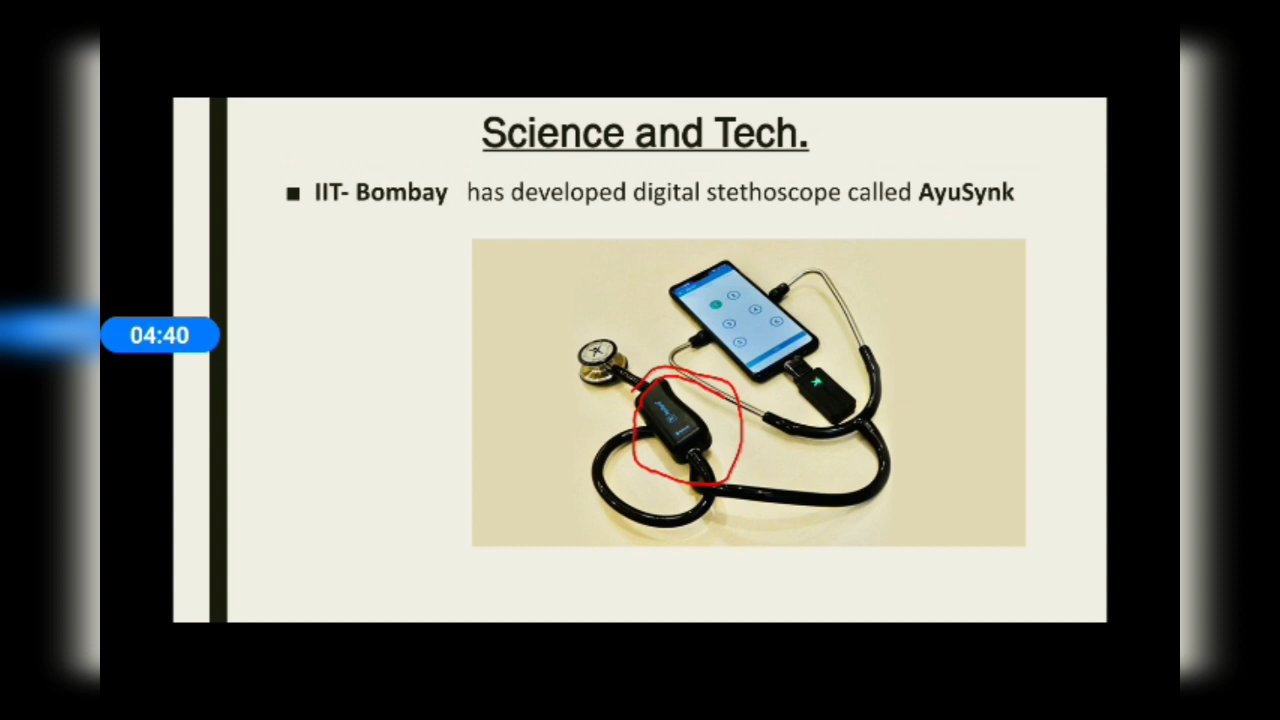 Science and Tech.
■ IIT- Bombay has developed digital stethoscope called AyuSynk
04:40